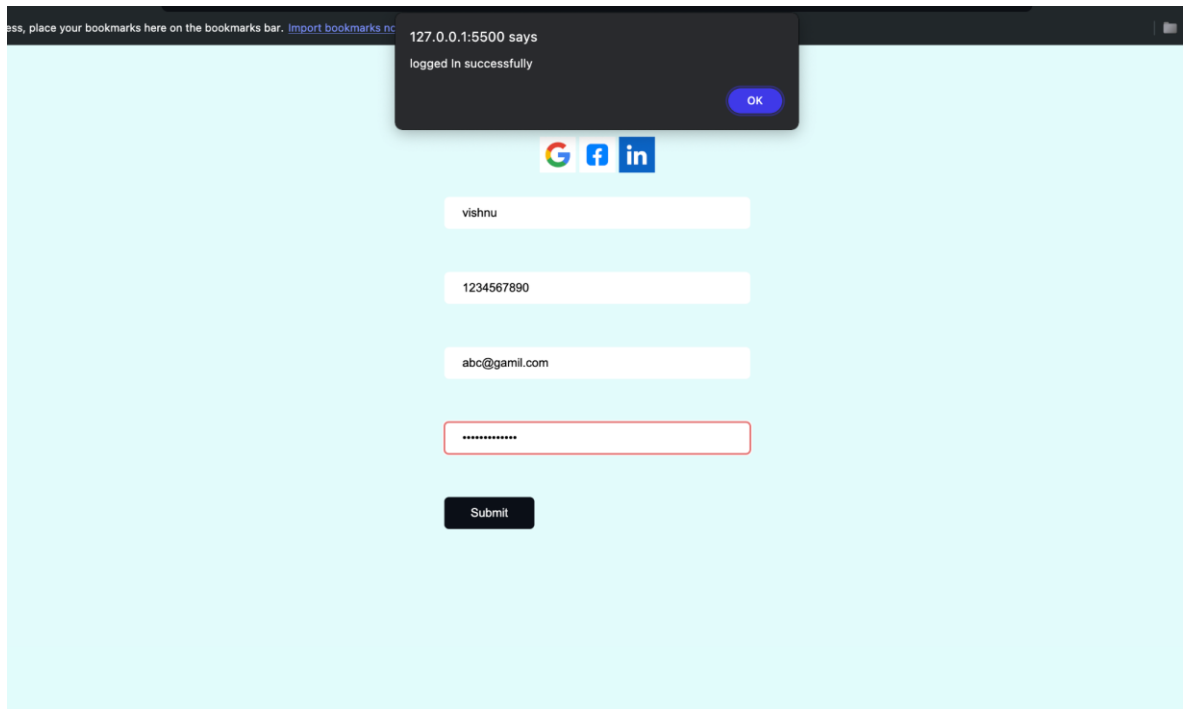 ess, place your bookmarks here on the bookmarks bar. Import bookmarks no
127.0.0.1:5500 says
logged In successfully
OK
G f in
vishnu
1234567890
abc@gamil.com
•••••••••••••
Submit